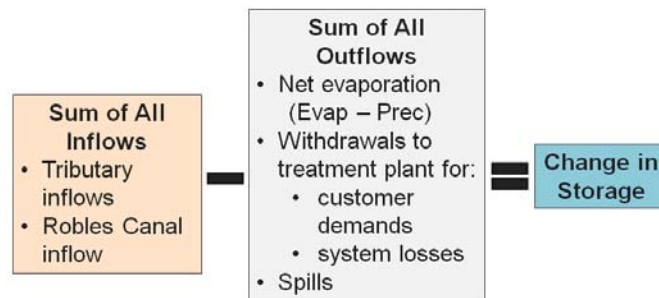 Sum of All
Inflows
• Tributary
inflows
• Robles Canal
inflow
Sum of All
Outflows
• Net evaporation
(Evap – Prec)
• Withdrawals to
treatment plant for:
• customer
demands
• system losses
• Spills
Change in
Storage